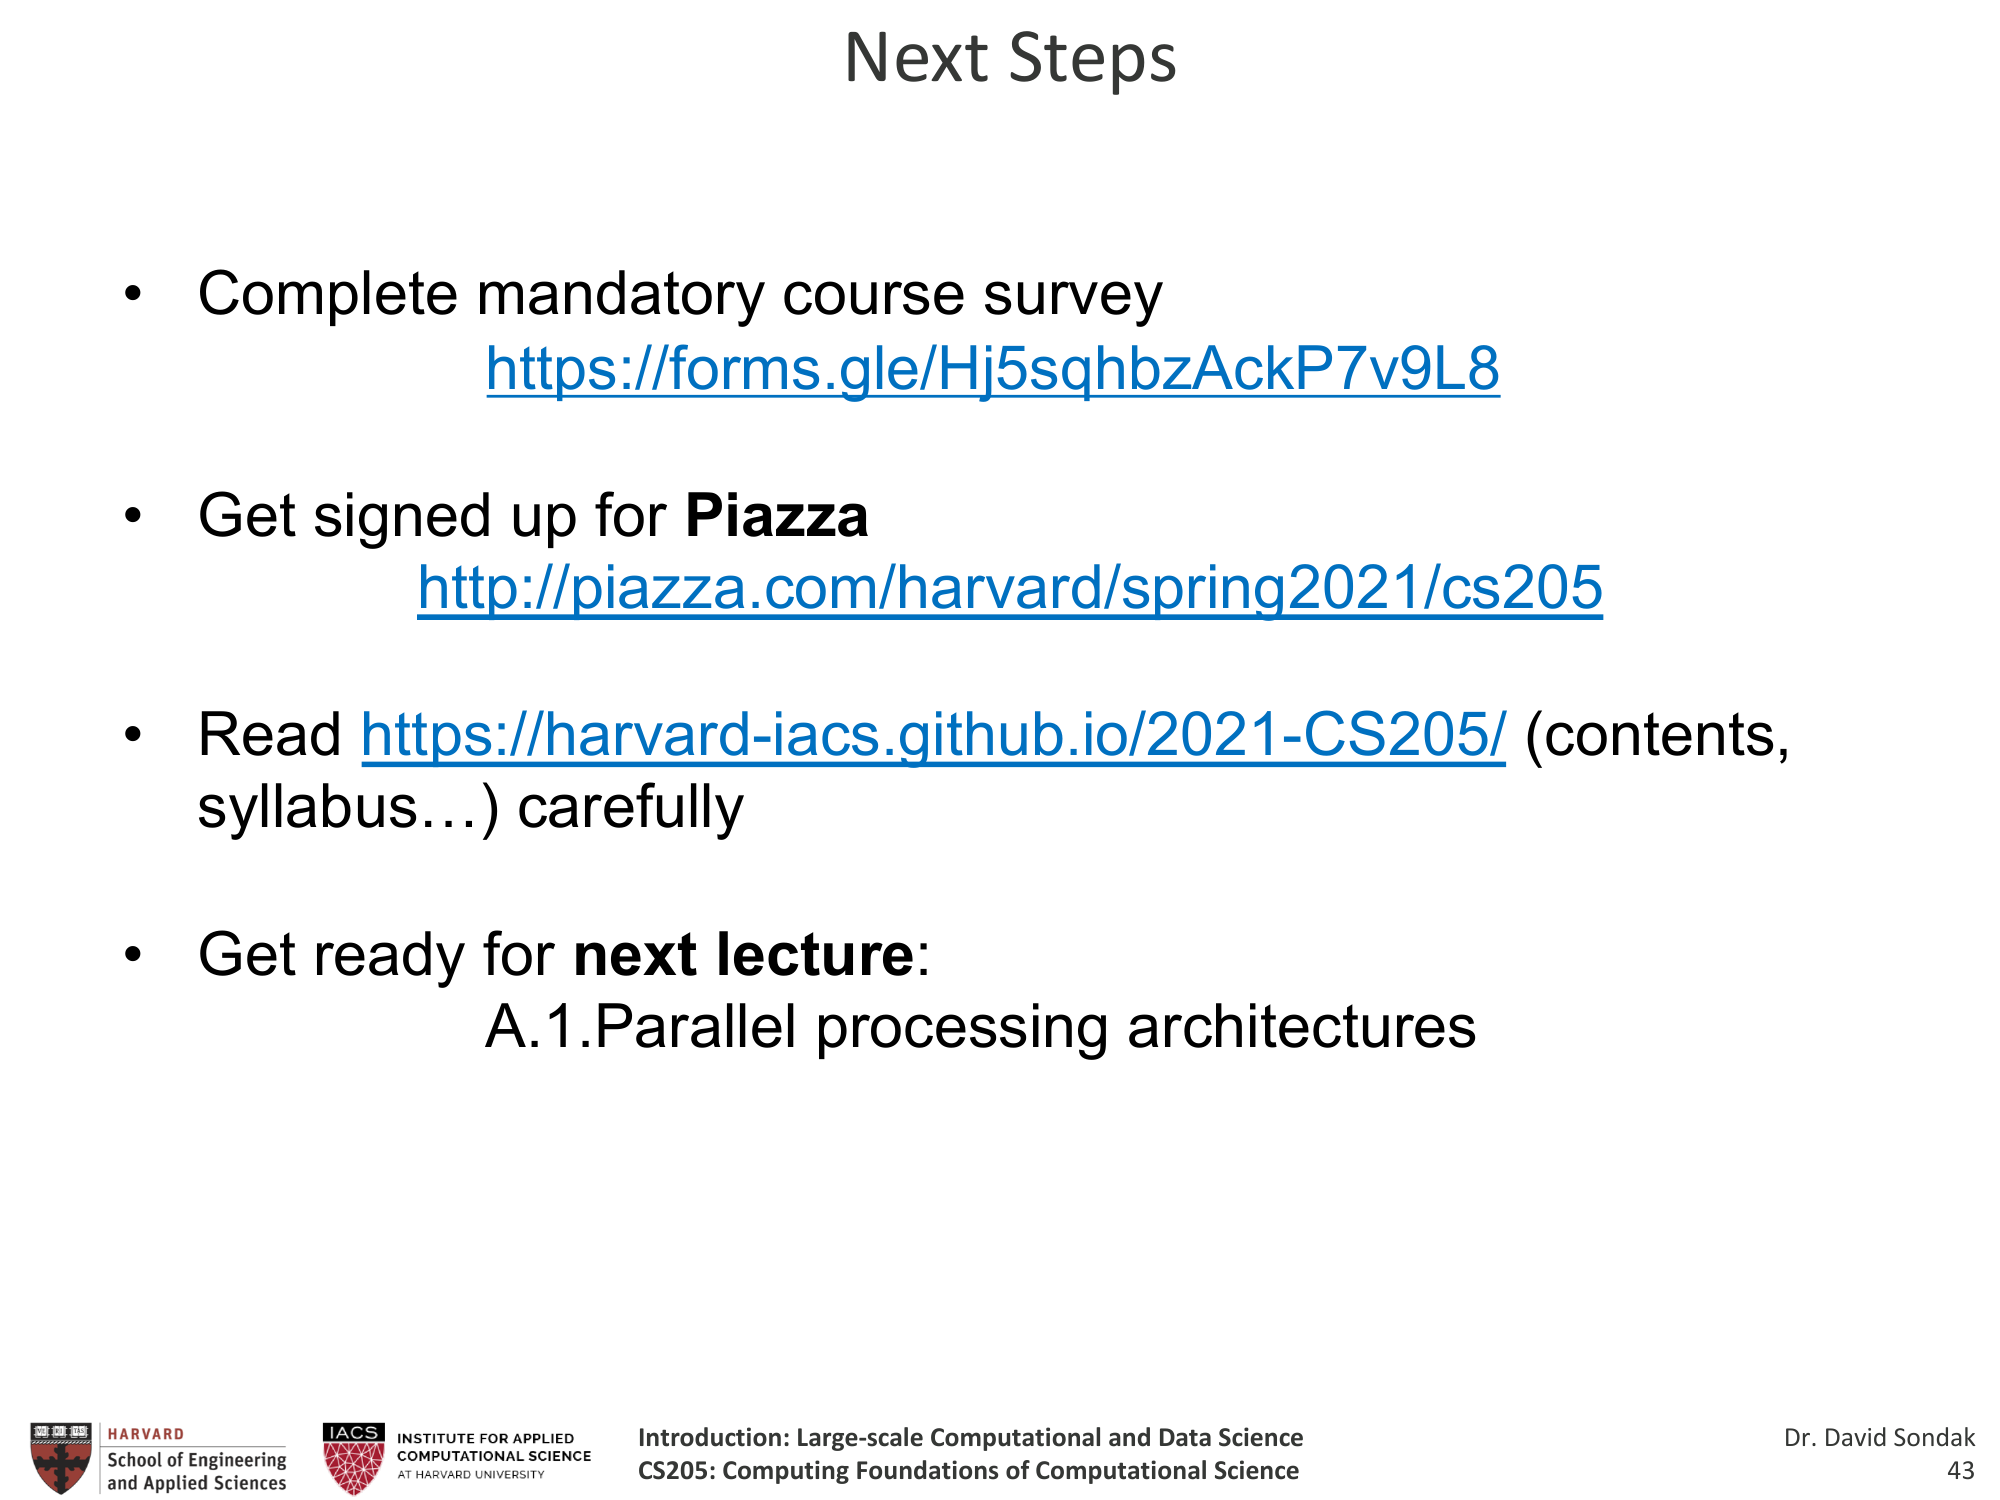 Next Steps
• Complete mandatory course survey
https://forms.gle/Hj5sqhbzAckP7v9L8
• Get signed up for Piazza
http://piazza.com/harvard/spring2021/cs205
• Read https://harvard-iacs.github.io/2021-CS205/ (contents,
syllabus…) carefully
• Get ready for next lecture:
A.1.Parallel processing architectures
HARVARD
School of Engineering
and Applied Sciences
IACS
INSTITUTE FOR APPLIED
COMPUTATIONAL SCIENCE
AT HARVARD UNIVERSITY
Introduction: Large-scale Computational and Data Science
CS205: Computing Foundations of Computational Science
Dr. David Sondak
43